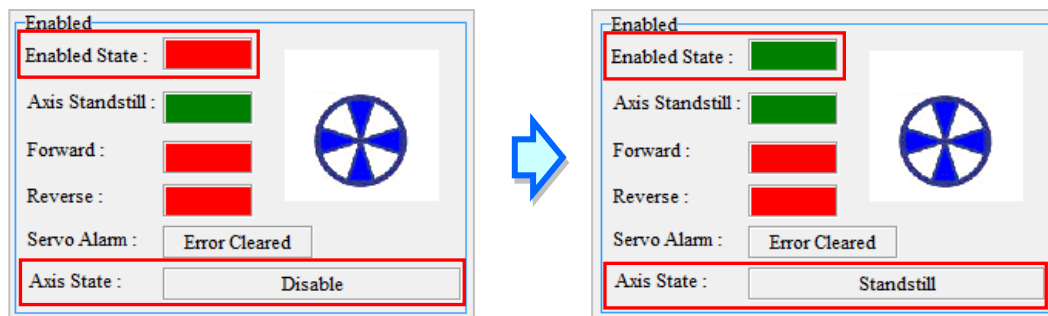 Enabled
Enabled State :
Axis Standstill :
Forward :
Reverse :
Servo Alarm : Error Cleared
Axis State : Disable
Enabled
Enabled State :
Axis Standstill :
Forward :
Reverse :
Servo Alarm : Error Cleared
Axis State : Standstill